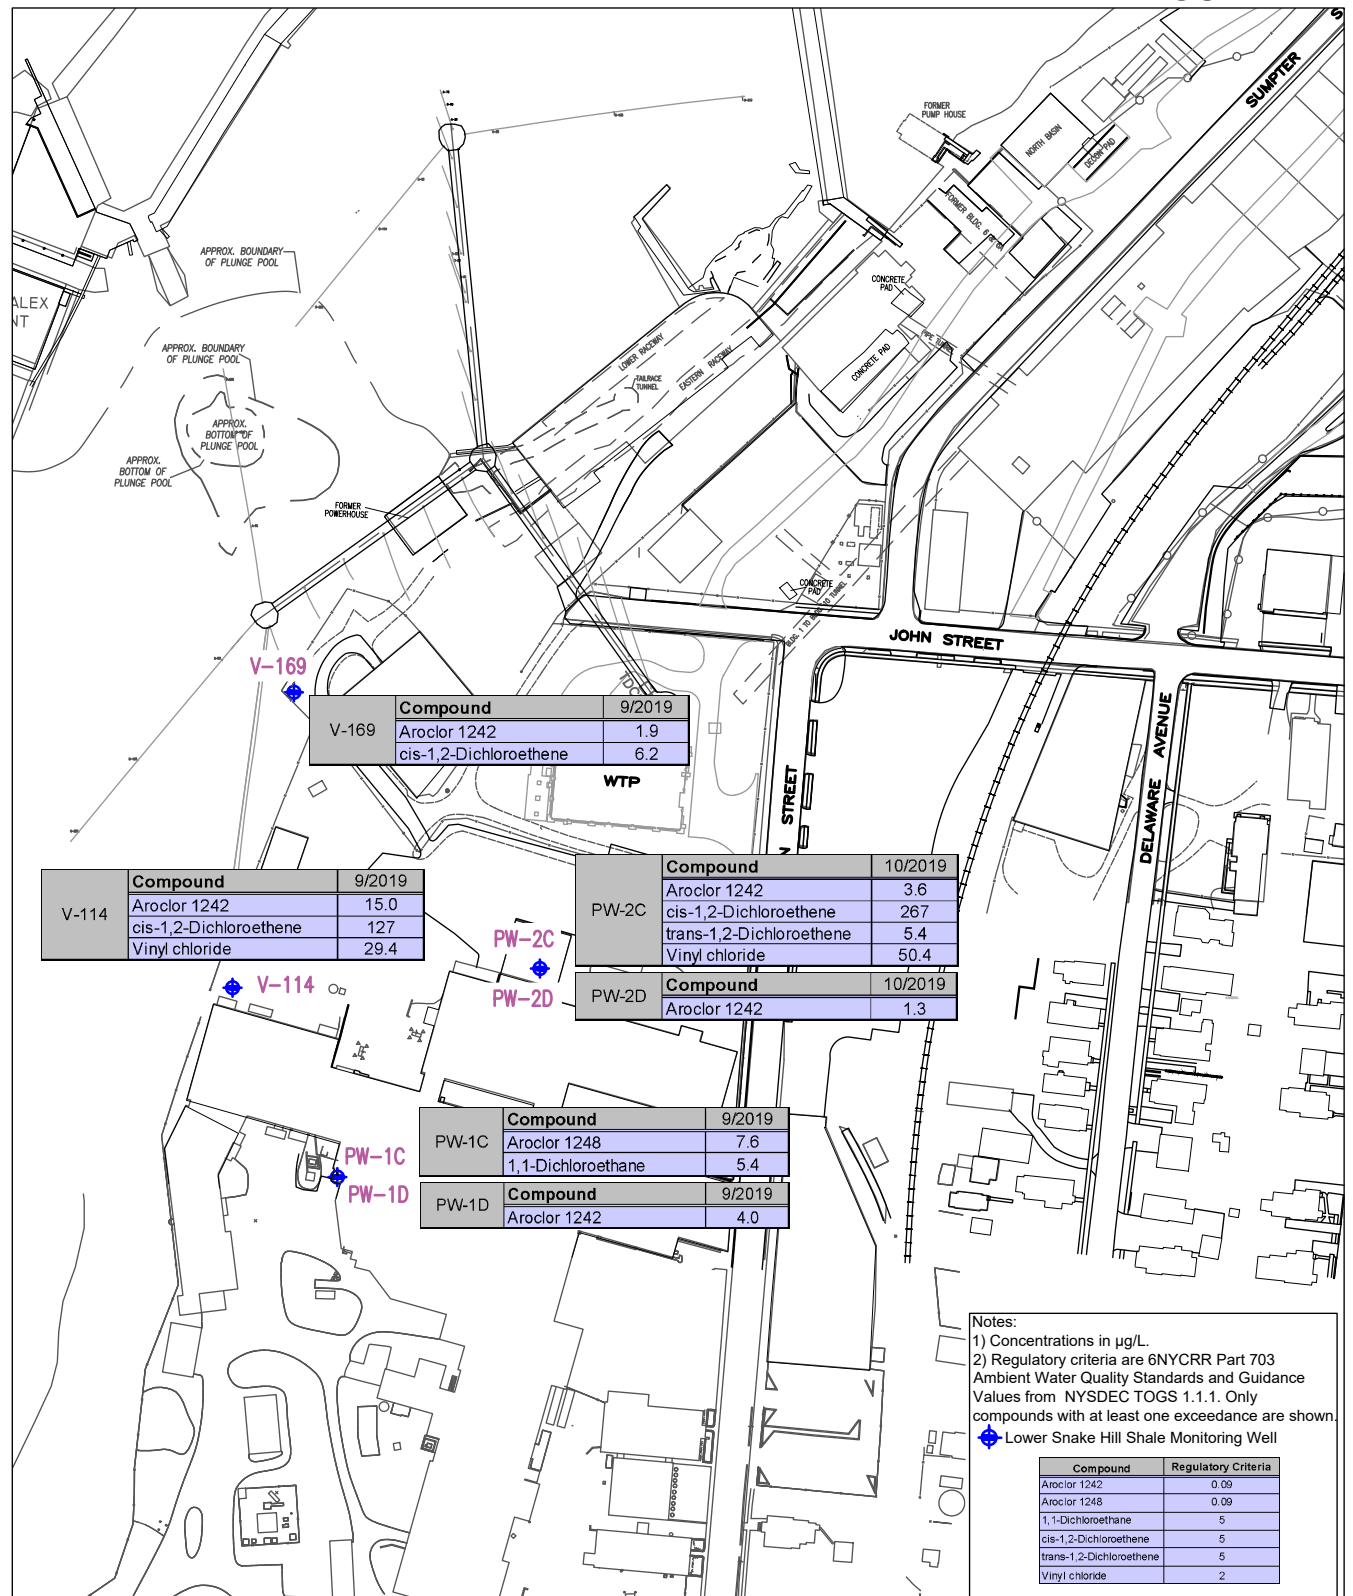 SUMPTER
FORMER
PUMP HOUSE
NORTH BASIN
DECON PAD
FORMER BLDG. 6
APPROX. BOUNDARY
OF PLUNGE POOL
CONCRETE
PAD
ALEX
NT
APPROX. BOUNDARY
OF PLUNGE POOL
LOWER RACEWAY
EASTERN RACEWAY
TAILRACE
TUNNEL
CONCRETE PAD
PIPE TUNNEL
APPROX.
BOTTOM OF
PLUNGE POOL
APPROX.
BOTTOM OF
PLUNGE POOL
FORMER
POWERHOUSE
CONCRETE
PAD
JOHN STREET
V-169
V-169
Compound 9/2019
Aroclor 1242 1.9
cis-1,2-Dichloroethene 6.2
WTP
N STREET
DELAWARE AVENUE
V-114
Compound 9/2019
Aroclor 1242 15.0
cis-1,2-Dichloroethene 127
Vinyl chloride 29.4
PW-2C
Compound 10/2019
Aroclor 1242 3.6
cis-1,2-Dichloroethene 267
trans-1,2-Dichloroethene 5.4
Vinyl chloride 50.4
PW-2C
PW-2D
PW-2D
Compound 10/2019
Aroclor 1242 1.3
V-114
PW-1C
Compound 9/2019
Aroclor 1248 7.6
1,1-Dichloroethane 5.4
PW-1C
PW-1D
PW-1D
Compound 9/2019
Aroclor 1242 4.0
Notes:
1) Concentrations in µg/L.
2) Regulatory criteria are 6NYCRR Part 703
Ambient Water Quality Standards and Guidance
Values from NYSDEC TOGS 1.1.1. Only
compounds with at least one exceedance are shown.
Lower Snake Hill Shale Monitoring Well
Compound Regulatory Criteria
Aroclor 1242 0.09
Aroclor 1248 0.09
1,1-Dichloroethane 5
cis-1,2-Dichloroethene 5
trans-1,2-Dichloroethene 5
Vinyl chloride 2